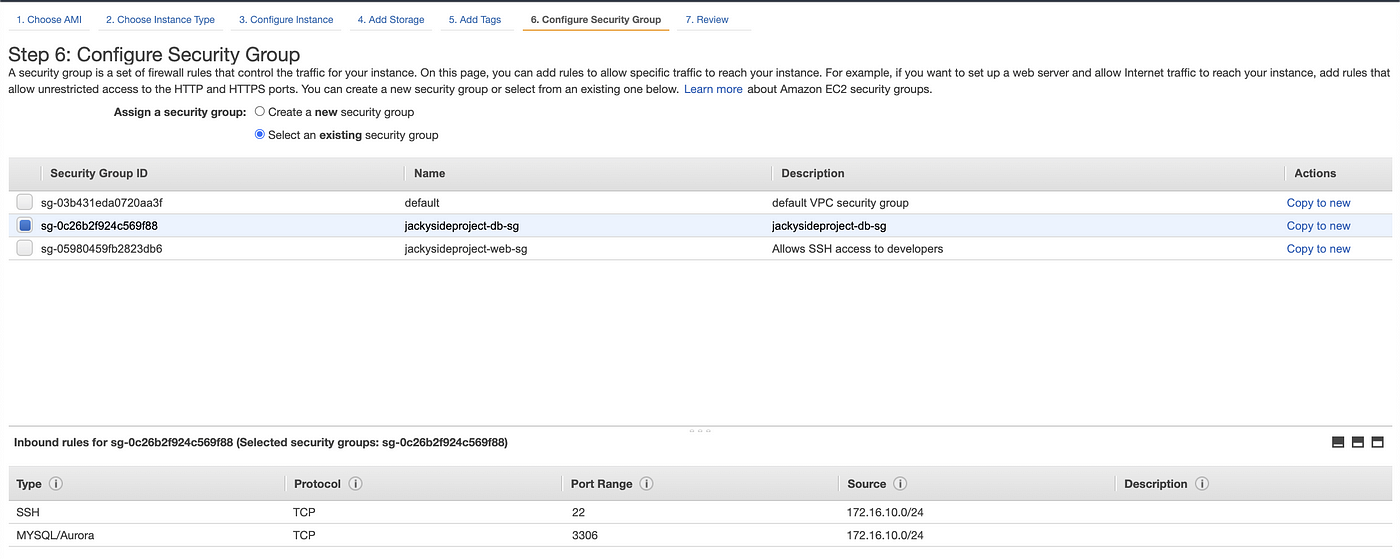 1. Choose AMI 2. Choose Instance Type 3. Configure Instance 4. Add Storage 5. Add Tags 6. Configure Security Group 7. Review
Step 6: Configure Security Group
A security group is a set of firewall rules that control the traffic for your instance. On this page, you can add rules to allow specific traffic to reach your instance. For example, if you want to set up a web server and allow Internet traffic to reach your instance, add rules that
allow unrestricted access to the HTTP and HTTPS ports. You can create a new security group or select from an existing one below. Learn more about Amazon EC2 security groups.
Assign a security group: Create a new security group
Select an existing security group
Security Group ID Name Description Actions
sg-03b431eda0720aa3f default default VPC security group Copy to new
sg-0c26b2f924c569f88 jackysideproject-db-sg jackysideproject-db-sg Copy to new
sg-05980459fb2823db6 jackysideproject-web-sg Allows SSH access to developers Copy to new
Inbound rules for sg-0c26b2f924c569f88 (Selected security groups: sg-0c26b2f924c569f88)
Type i Protocol i Port Range i Source i Description i
SSH TCP 22 172.16.10.0/24
MYSQL/Aurora TCP 3306 172.16.10.0/24